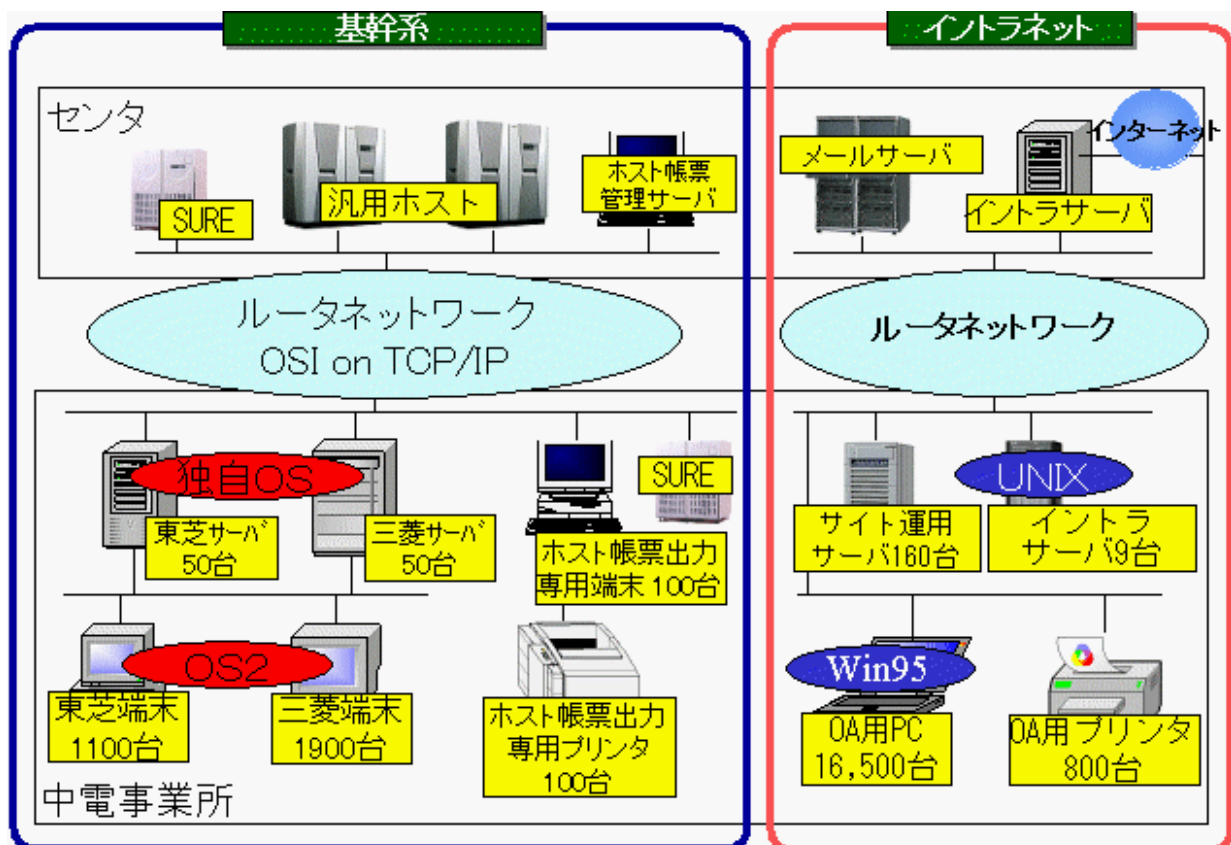 基幹系
イントラネット
センタ
SURE
汎用ホスト
ホスト帳票
管理サーバ
メールサーバ
インターネット
イントラサーバ
ルータネットワーク
OSI on TCP/IP
ルータネットワーク
独自OS
東芝サーバ
50台
三菱サーバ
50台
SURE
ホスト帳票出力
専用端末 100台
サイト運用
サーバ160台
UNIX
イントラ
サーバ9台
OS2
東芝端末
1100台
三菱端末
1900台
ホスト帳票出力
専用プリンタ
100台
Win95
OA用PC
16,500台
OA用プリンタ
800台
中電事業所